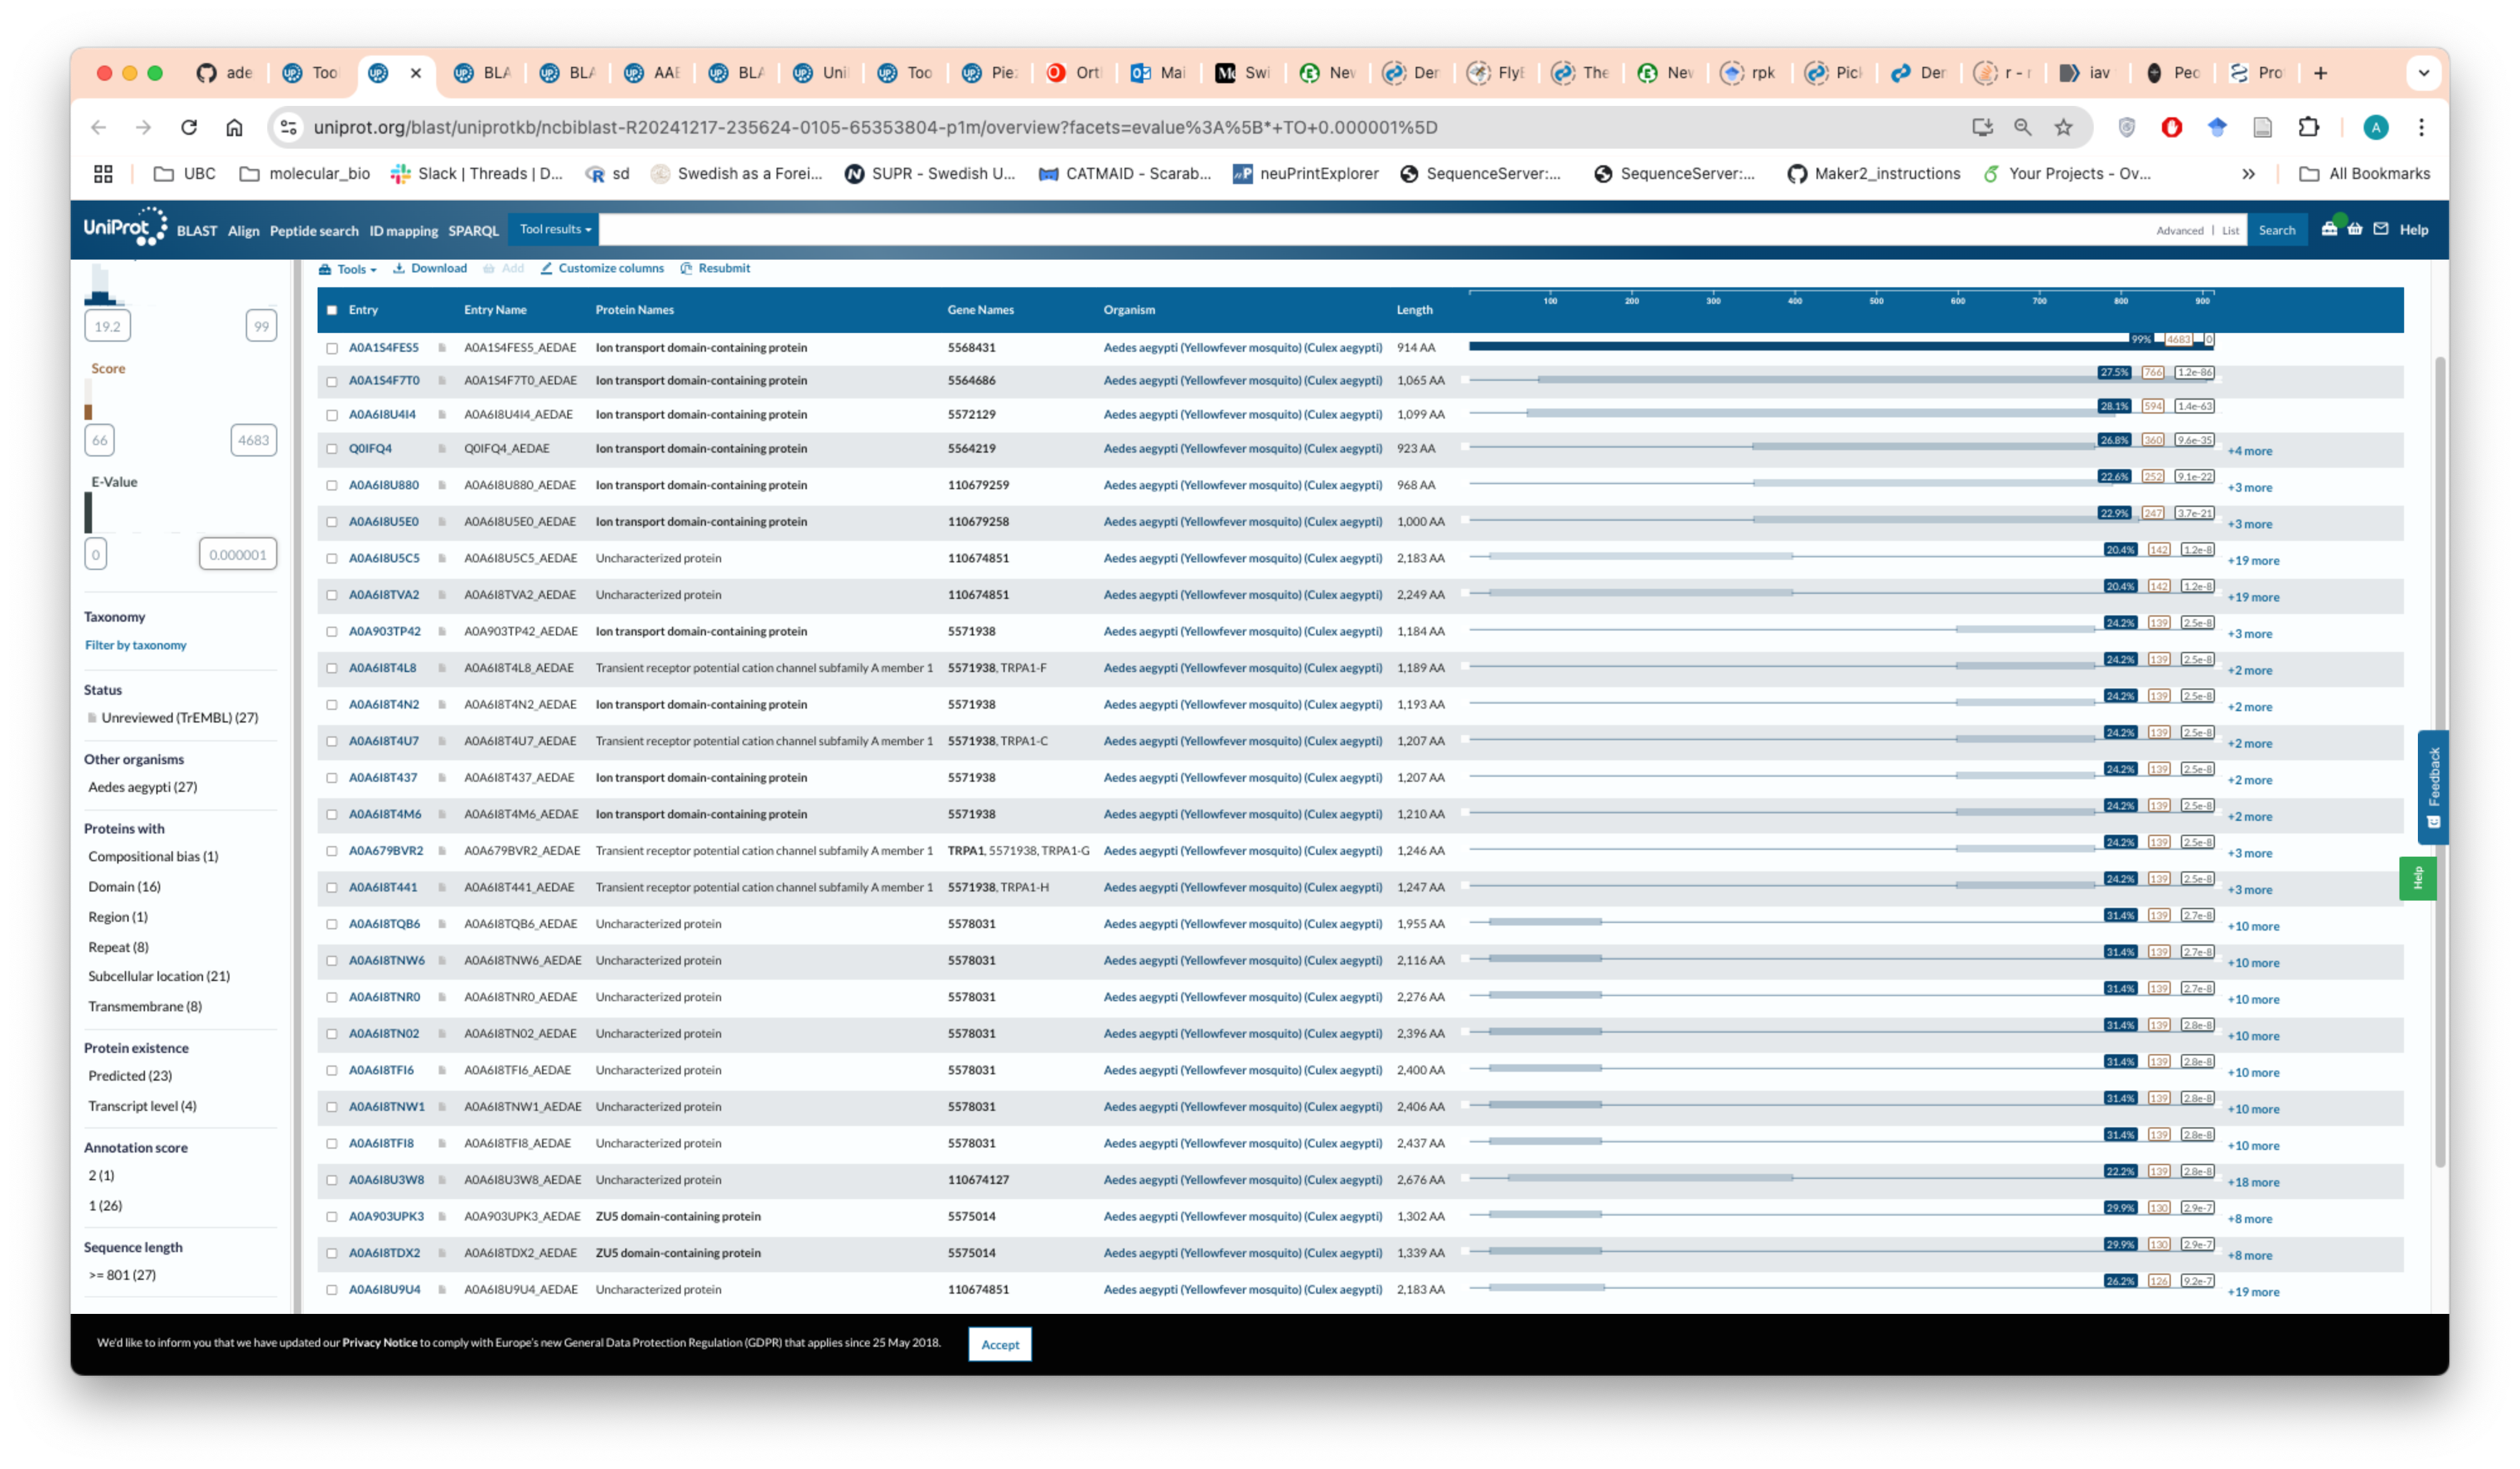 ade Too BLA BLA AAE BLA Uni Too Pie: Ort Mai Swi Nev Der FlyE The Nev rpk Pick Der r - r iav Peo Pro
uniprot.org/blast/uniprotkb/ncbiblast-R20241217-235624-0105-65353804-p1m/overview?facets=evalue%3A%5B*+TO+0.000001%5D
UBC molecular_bio Slack | Threads | D... sd Swedish as a Forei... SUPR - Swedish U... CATMAID - Scarab... neuPrintExplorer SequenceServer:... SequenceServer:... Maker2_instructions Your Projects - Ov... » All Bookmarks
UniProt BLAST Align Peptide search ID mapping SPARQL Tool results Advanced | List Search Help
Tools Download Add Customize columns Resubmit
Entry Entry Name Protein Names Gene Names Organism Length 100 200 300 400 500 600 700 800 900
A0A1S4FES5 A0A1S4FES5_AEDAE Ion transport domain-containing protein 5568431 Aedes aegypti (Yellowfever mosquito) (Culex aegypti) 914 AA 99% 4683 0
A0A1S4F7T0 A0A1S4F7T0_AEDAE Ion transport domain-containing protein 5564686 Aedes aegypti (Yellowfever mosquito) (Culex aegypti) 1,065 AA 27.5% 766 1.2e-86
A0A6I8U4I4 A0A6I8U4I4_AEDAE Ion transport domain-containing protein 5572129 Aedes aegypti (Yellowfever mosquito) (Culex aegypti) 1,099 AA 28.1% 594 1.4e-63
Q0IFQ4 Q0IFQ4_AEDAE Ion transport domain-containing protein 5564219 Aedes aegypti (Yellowfever mosquito) (Culex aegypti) 923 AA 26.8% 360 9.6e-35 +4 more
A0A6I8U880 A0A6I8U880_AEDAE Ion transport domain-containing protein 110679259 Aedes aegypti (Yellowfever mosquito) (Culex aegypti) 968 AA 22.6% 252 9.1e-22 +3 more
A0A6I8U5E0 A0A6I8U5E0_AEDAE Ion transport domain-containing protein 110679258 Aedes aegypti (Yellowfever mosquito) (Culex aegypti) 1,000 AA 22.9% 247 3.7e-21 +3 more
A0A6I8U5C5 A0A6I8U5C5_AEDAE Uncharacterized protein 110674851 Aedes aegypti (Yellowfever mosquito) (Culex aegypti) 2,183 AA 20.4% 142 1.2e-8 +19 more
A0A6I8TVA2 A0A6I8TVA2_AEDAE Uncharacterized protein 110674851 Aedes aegypti (Yellowfever mosquito) (Culex aegypti) 2,249 AA 20.4% 142 1.2e-8 +19 more
A0A903TP42 A0A903TP42_AEDAE Ion transport domain-containing protein 5571938 Aedes aegypti (Yellowfever mosquito) (Culex aegypti) 1,184 AA 24.2% 139 2.5e-8 +3 more
A0A6I8T4L8 A0A6I8T4L8_AEDAE Transient receptor potential cation channel subfamily A member 1 5571938, TRPA1-F Aedes aegypti (Yellowfever mosquito) (Culex aegypti) 1,189 AA 24.2% 139 2.5e-8 +2 more
A0A6I8T4N2 A0A6I8T4N2_AEDAE Ion transport domain-containing protein 5571938 Aedes aegypti (Yellowfever mosquito) (Culex aegypti) 1,193 AA 24.2% 139 2.5e-8 +2 more
A0A6I8T4U7 A0A6I8T4U7_AEDAE Transient receptor potential cation channel subfamily A member 1 5571938, TRPA1-C Aedes aegypti (Yellowfever mosquito) (Culex aegypti) 1,207 AA 24.2% 139 2.5e-8 +2 more
A0A6I8T437 A0A6I8T437_AEDAE Ion transport domain-containing protein 5571938 Aedes aegypti (Yellowfever mosquito) (Culex aegypti) 1,207 AA 24.2% 139 2.5e-8 +2 more
A0A6I8T4M6 A0A6I8T4M6_AEDAE Ion transport domain-containing protein 5571938 Aedes aegypti (Yellowfever mosquito) (Culex aegypti) 1,210 AA 24.2% 139 2.5e-8 +2 more
A0A679BVR2 A0A679BVR2_AEDAE Transient receptor potential cation channel subfamily A member 1 TRPA1, 5571938, TRPA1-G Aedes aegypti (Yellowfever mosquito) (Culex aegypti) 1,246 AA 24.2% 139 2.5e-8 +3 more
A0A6I8T441 A0A6I8T441_AEDAE Transient receptor potential cation channel subfamily A member 1 5571938, TRPA1-H Aedes aegypti (Yellowfever mosquito) (Culex aegypti) 1,247 AA 24.2% 139 2.5e-8 +3 more
A0A6I8TQB6 A0A6I8TQB6_AEDAE Uncharacterized protein 5578031 Aedes aegypti (Yellowfever mosquito) (Culex aegypti) 1,955 AA 31.4% 139 2.7e-8 +10 more
A0A6I8TNW6 A0A6I8TNW6_AEDAE Uncharacterized protein 5578031 Aedes aegypti (Yellowfever mosquito) (Culex aegypti) 2,116 AA 31.4% 139 2.7e-8 +10 more
A0A6I8TNR0 A0A6I8TNR0_AEDAE Uncharacterized protein 5578031 Aedes aegypti (Yellowfever mosquito) (Culex aegypti) 2,276 AA 31.4% 139 2.7e-8 +10 more
A0A6I8TN02 A0A6I8TN02_AEDAE Uncharacterized protein 5578031 Aedes aegypti (Yellowfever mosquito) (Culex aegypti) 2,396 AA 31.4% 139 2.8e-8 +10 more
A0A6I8TFI6 A0A6I8TFI6_AEDAE Uncharacterized protein 5578031 Aedes aegypti (Yellowfever mosquito) (Culex aegypti) 2,400 AA 31.4% 139 2.8e-8 +10 more
A0A6I8TNW1 A0A6I8TNW1_AEDAE Uncharacterized protein 5578031 Aedes aegypti (Yellowfever mosquito) (Culex aegypti) 2,406 AA 31.4% 139 2.8e-8 +10 more
A0A6I8TFI8 A0A6I8TFI8_AEDAE Uncharacterized protein 5578031 Aedes aegypti (Yellowfever mosquito) (Culex aegypti) 2,437 AA 31.4% 139 2.8e-8 +10 more
A0A6I8U3W8 A0A6I8U3W8_AEDAE Uncharacterized protein 110674127 Aedes aegypti (Yellowfever mosquito) (Culex aegypti) 2,676 AA 22.2% 139 2.8e-8 +18 more
A0A903UPK3 A0A903UPK3_AEDAE ZU5 domain-containing protein 5575014 Aedes aegypti (Yellowfever mosquito) (Culex aegypti) 1,302 AA 29.9% 130 2.9e-7 +8 more
A0A6I8TDX2 A0A6I8TDX2_AEDAE ZU5 domain-containing protein 5575014 Aedes aegypti (Yellowfever mosquito) (Culex aegypti) 1,339 AA 29.9% 130 2.9e-7 +8 more
A0A6I8U9U4 A0A6I8U9U4_AEDAE Uncharacterized protein 110674851 Aedes aegypti (Yellowfever mosquito) (Culex aegypti) 2,183 AA 26.2% 126 9.2e-7 +19 more
19.2 99
Score
66 4683
E-Value
0 0.000001
Taxonomy
Filter by taxonomy
Status
Unreviewed (TrEMBL) (27)
Other organisms
Aedes aegypti (27)
Proteins with
Compositional bias (1)
Domain (16)
Region (1)
Repeat (8)
Subcellular location (21)
Transmembrane (8)
Protein existence
Predicted (23)
Transcript level (4)
Annotation score
2 (1)
1 (26)
Sequence length
>= 801 (27)
Feedback
Help
We'd like to inform you that we have updated our Privacy Notice to comply with Europe's new General Data Protection Regulation (GDPR) that applies since 25 May 2018. Accept